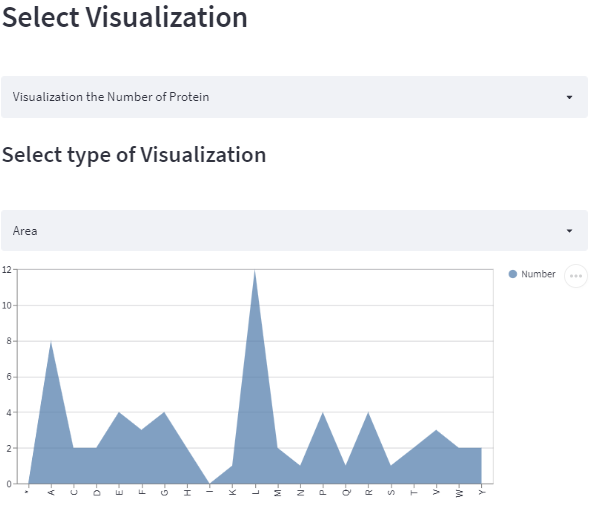 Select Visualization
Visualization the Number of Protein
Select type of Visualization
Area
12
Number
10
8
6
4
2
0
* A C D E F G H I K L M N P Q R S T V W Y